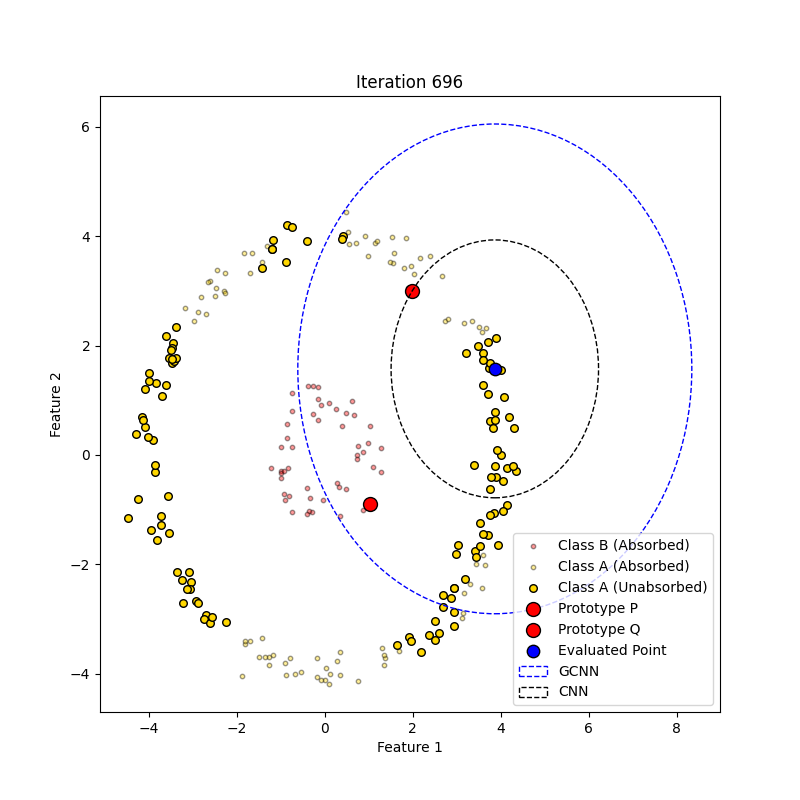 Iteration 696
Feature 2
6
4
2
0
−2
−4
−4
−2
0
2
4
6
8
Feature 1
Class B (Absorbed)
Class A (Absorbed)
Class A (Unabsorbed)
Prototype P
Prototype Q
Evaluated Point
GCNN
CNN